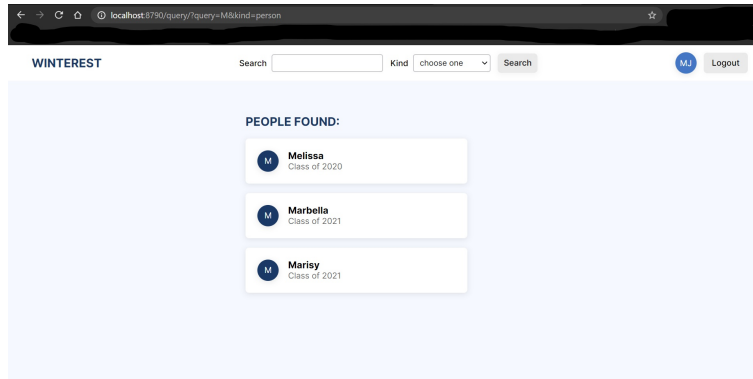 localhost:8790/query/?query=M&kind=person
WINTEREST
Search
Kind
choose one
Search
MJ
Logout
PEOPLE FOUND:
M
Melissa
Class of 2020
M
Marbella
Class of 2021
M
Marisy
Class of 2021